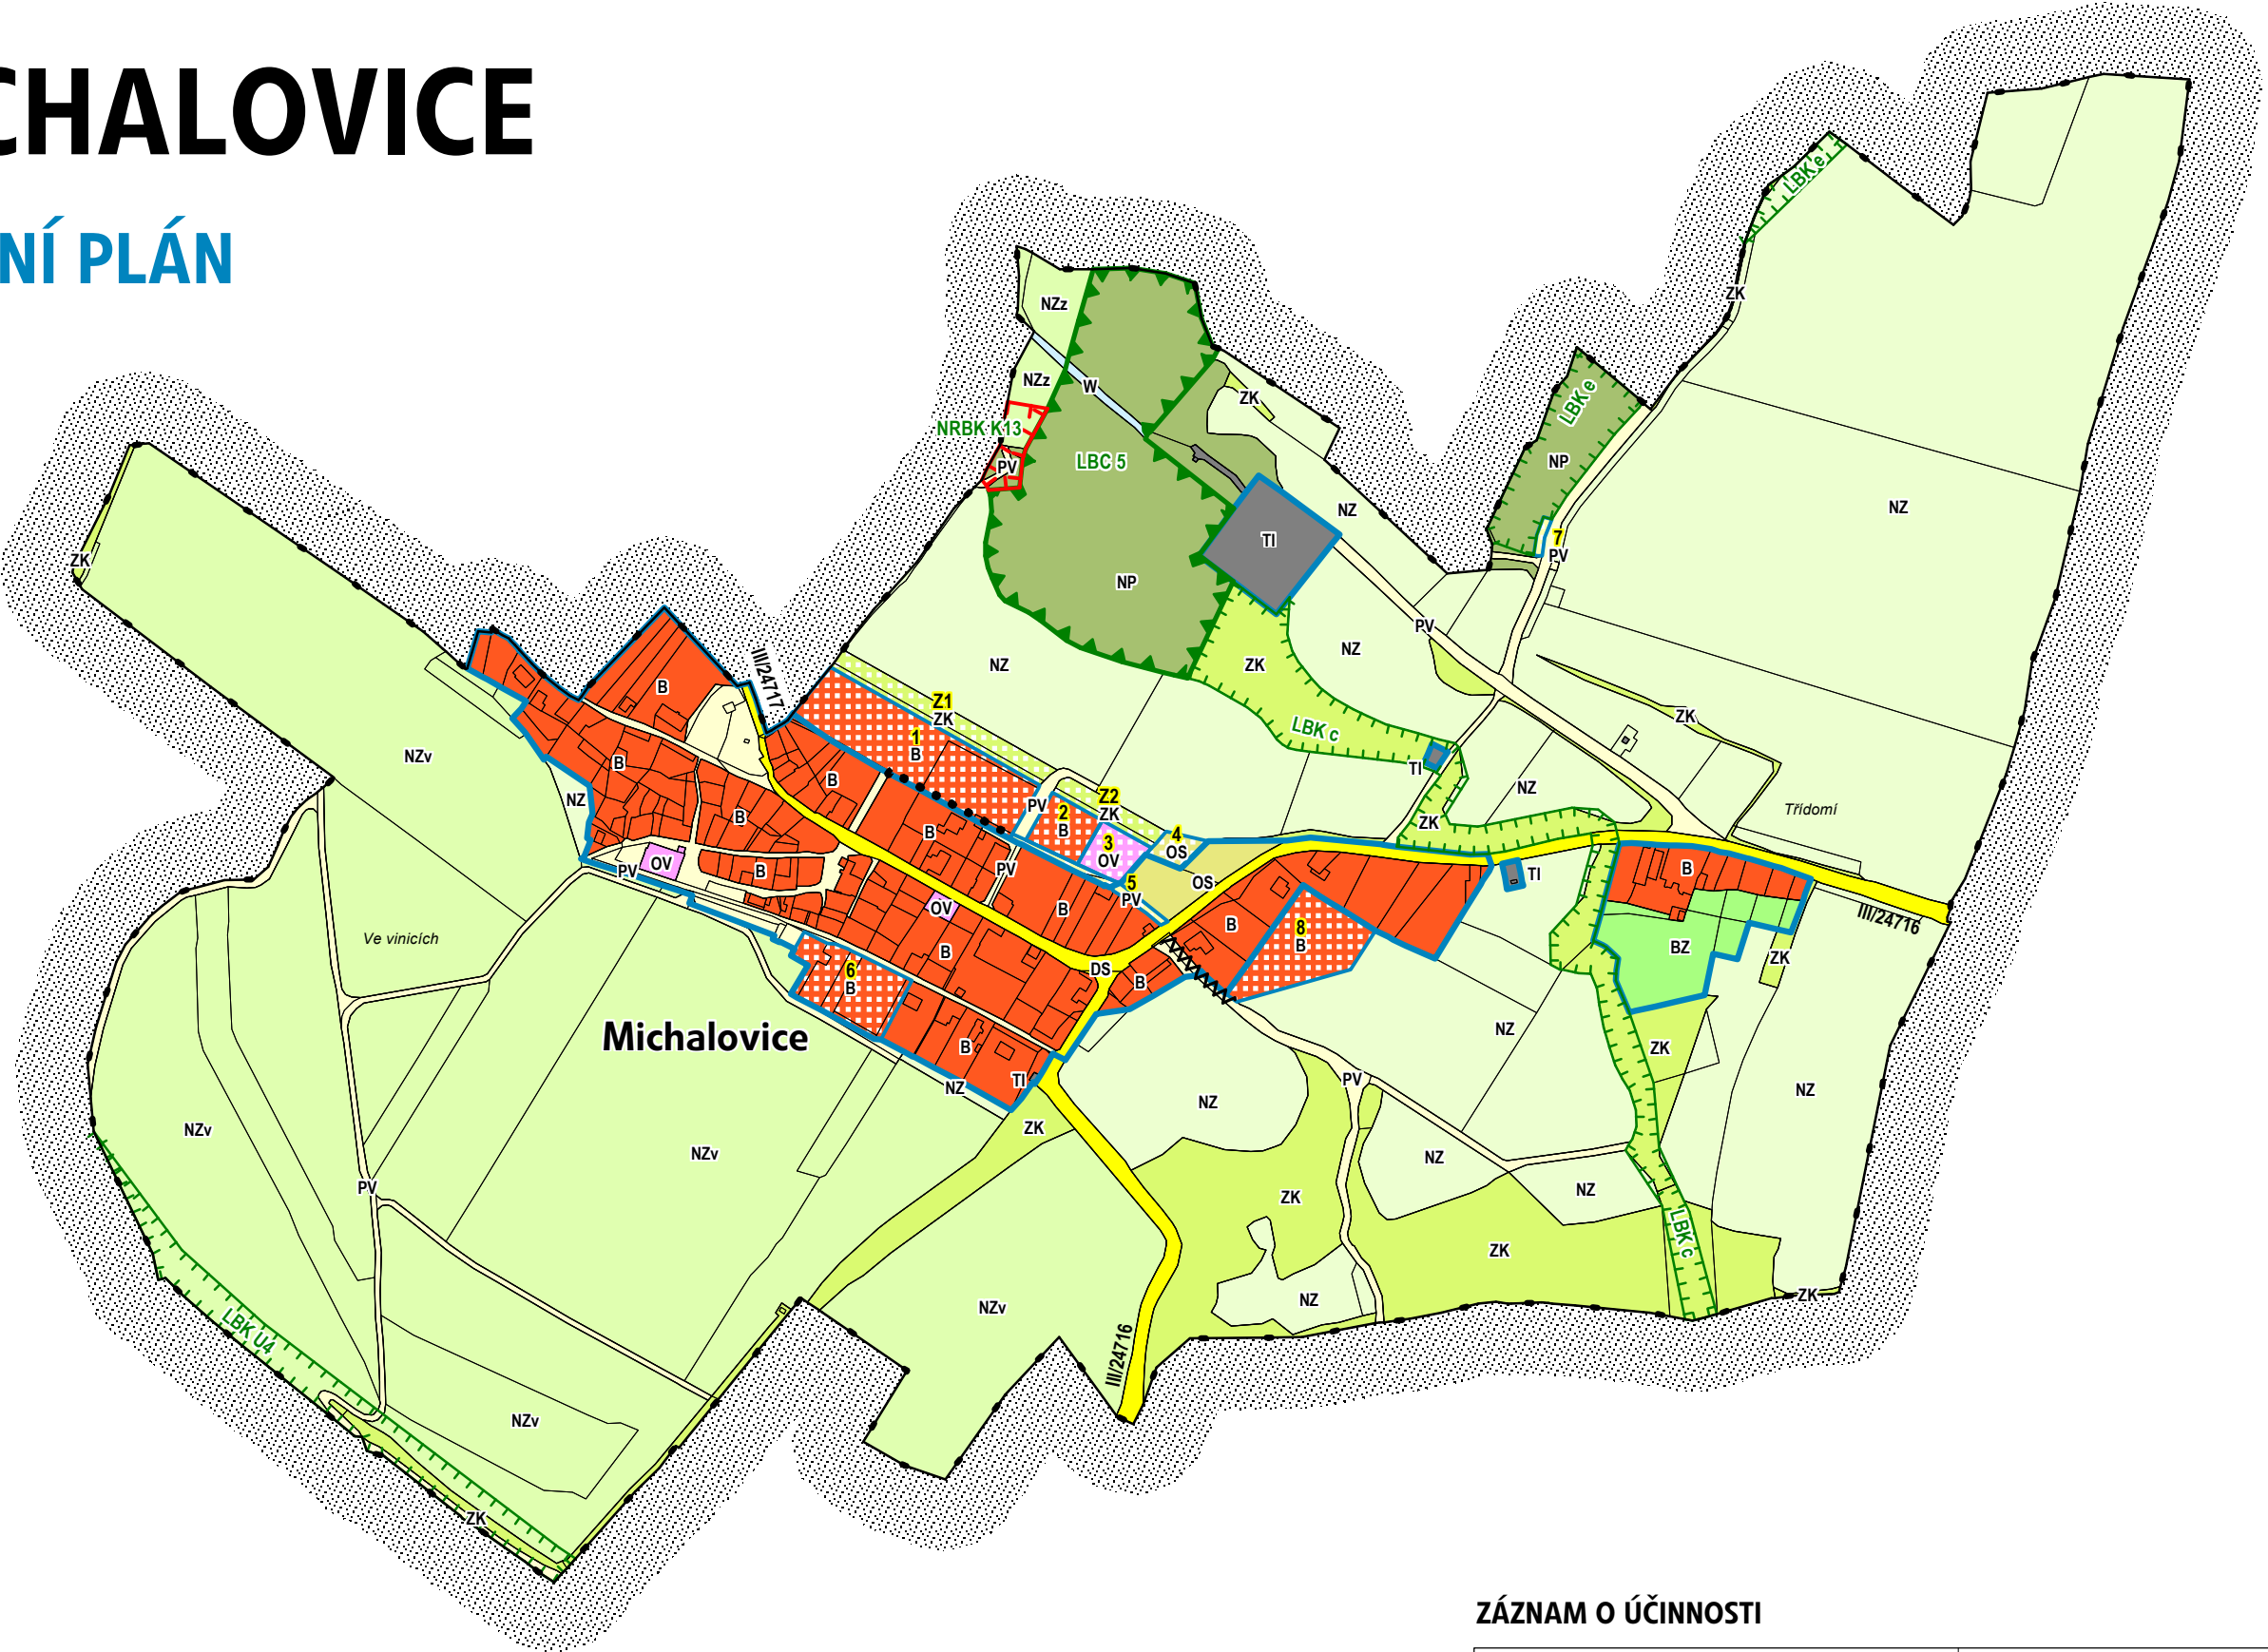 CHALOVICE
NÍ PLÁN
LBK e
ZK
NZz
NZz
W
ZK
LBK e
NRBK K13
PV
LBC 5
NP
NZ
NZ
TI
7
PV
ZK
NP
PV
NZ
NZ
ZK
III/24717
B
Z1
ZK
ZK
LBK c
1
B
NZv
B
B
TI
NZ
Třídomí
NZ
Z2
ZK
PV
2
B
B
B
4
OS
3
OV
ZK
OV
PV
B
PV
OS
5
PV
TI
B
OV
B
B
8
B
III/24716
Ve vinicích
B
BZ
ZK
6
B
DS
B
Michalovice
NZ
B
ZK
TI
NZ
PV
NZ
NZ
ZK
NZv
NZv
NZ
PV
ZK
NZ
LBK c
ZK
NZv
NZ
ZK
LBK U4
III/24716
NZv
ZK
ZÁZNAM O ÚČINNOSTI